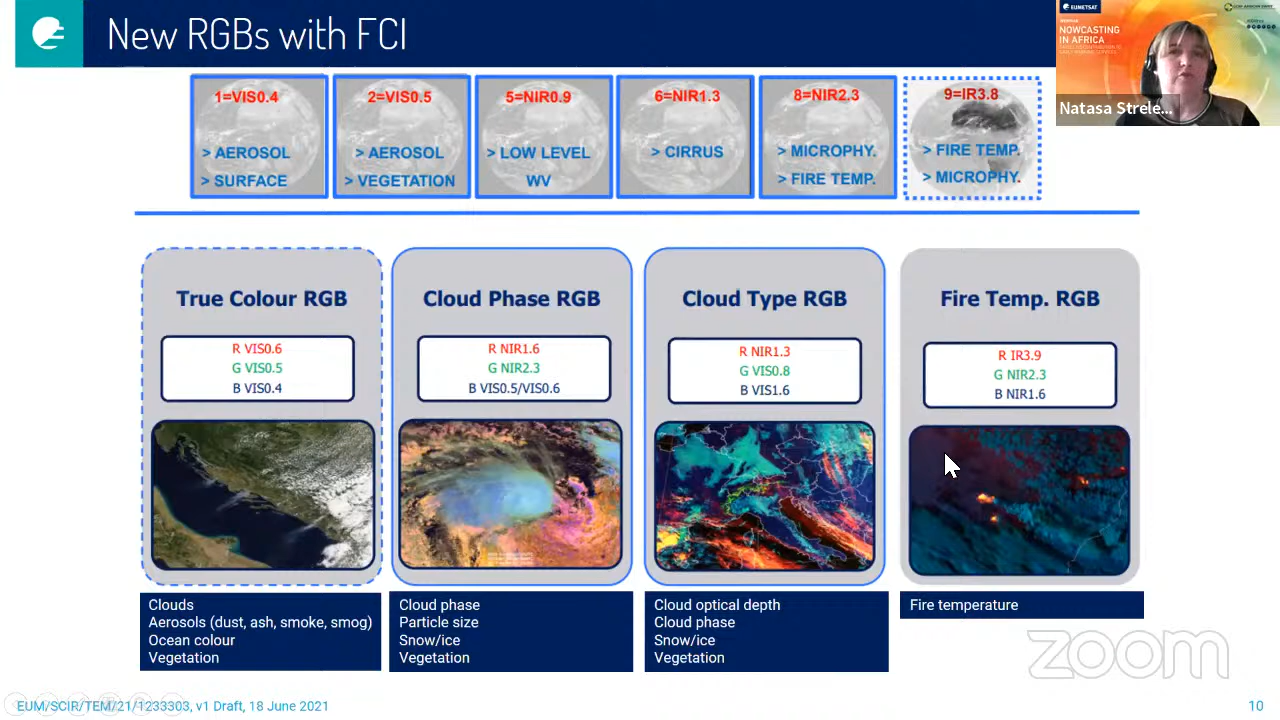 New RGBs with FCI
EUMETSAT
WEBINAR
NOWCASTING
IN AFRICA
Natasa Strele...
1=VIS0.4
> AEROSOL
> SURFACE
2=VIS0.5
> AEROSOL
> VEGETATION
5=NIR0.9
> LOW LEVEL
WV
6=NIR1.3
> CIRRUS
8=NIR2.3
> MICROPHY.
> FIRE TEMP.
9=IR3.8
> FIRE TEMP.
> MICROPHY.
True Colour RGB
R VIS0.6
G VIS0.5
B VIS0.4
Clouds
Aerosols (dust, ash, smoke, smog)
Ocean colour
Vegetation
Cloud Phase RGB
R NIR1.6
G NIR2.3
B VIS0.5/VIS0.6
Cloud phase
Particle size
Snow/ice
Vegetation
Cloud Type RGB
R NIR1.3
G VIS0.8
B VIS1.6
Cloud optical depth
Cloud phase
Snow/ice
Vegetation
Fire Temp. RGB
R IR3.9
G NIR2.3
B NIR1.6
Fire temperature
zoom
EUM/SCIR/TEM/21/1233303, v1 Draft, 18 June 2021
10